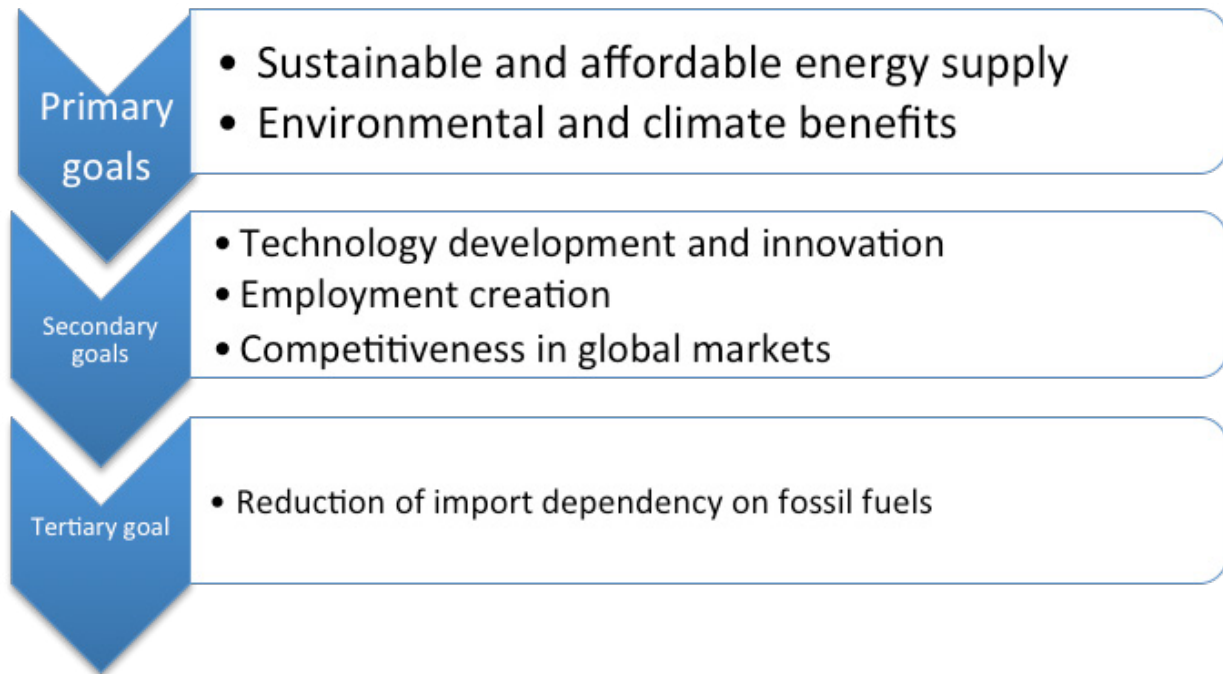 Primary
goals
• Sustainable and affordable energy supply
• Environmental and climate benefits
Secondary
goals
• Technology development and innovation
• Employment creation
• Competitiveness in global markets
Tertiary goal
• Reduction of import dependency on fossil fuels